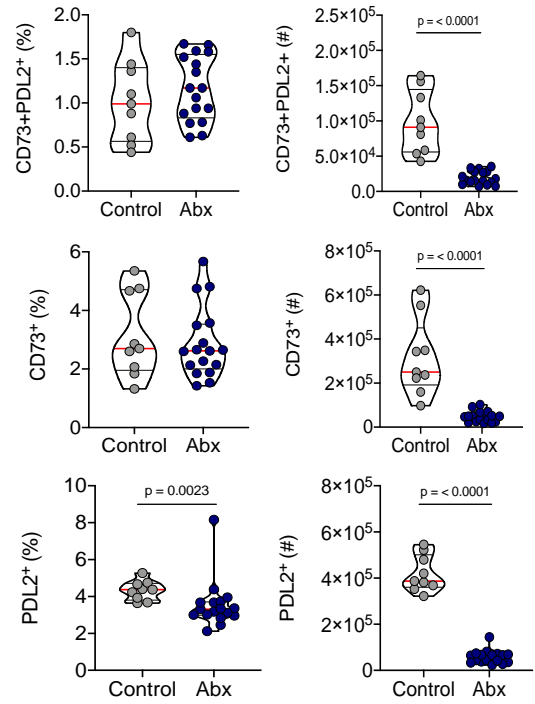 CD73+PDL2⁺ (%)
2.0
1.5
1.0
0.5
0.0
Control Abx
CD73+PDL2+ (#)
2.5×10⁵
2.0×10⁵
1.5×10⁵
1.0×10⁵
5.0×10⁴
0.0
p = < 0.0001
Control Abx
CD73⁺ (%)
6
4
2
0
Control Abx
CD73⁺ (#)
8×10⁵
6×10⁵
4×10⁵
2×10⁵
0
p = < 0.0001
Control Abx
PDL2⁺ (%)
10
8
6
4
2
0
p = 0.0023
Control Abx
PDL2⁺ (#)
8×10⁵
6×10⁵
4×10⁵
2×10⁵
0
p = < 0.0001
Control Abx